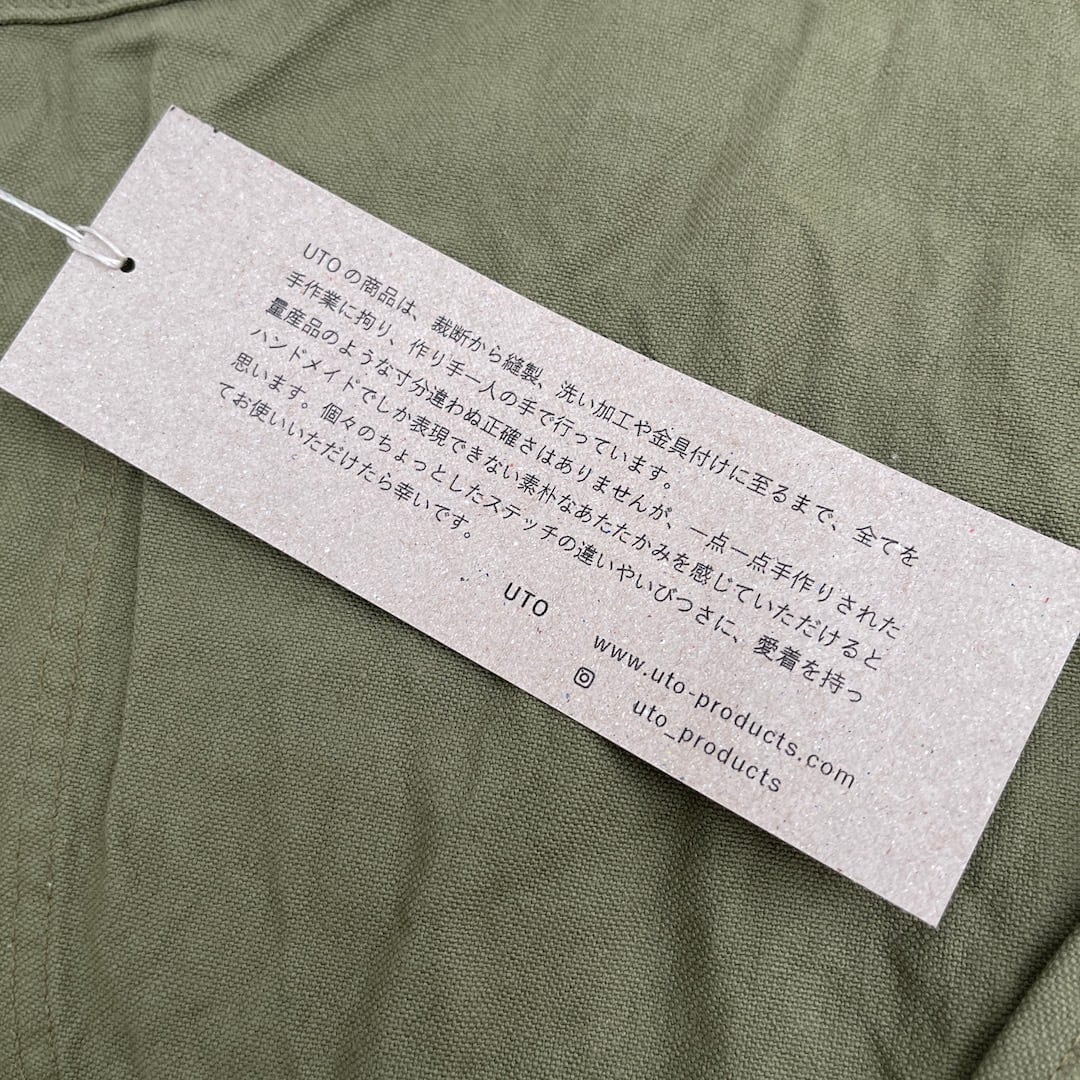 UTOの商品は、裁断から縫製、洗い加工や金具付けに至るまで、全てを
手作業に拘り、作り手一人の手で行っています。
量産品のような寸分違わぬ正確さはありませんが、一点一点手作りされた
ハンドメイドでしか表現できない素朴なあたたかみを感じていただけると
思います。個々のちょっとしたステッチの違いやいびつさに、愛着を持っ
てお使いいただけたら幸いです。
UTO
www.uto-products.com
uto_products